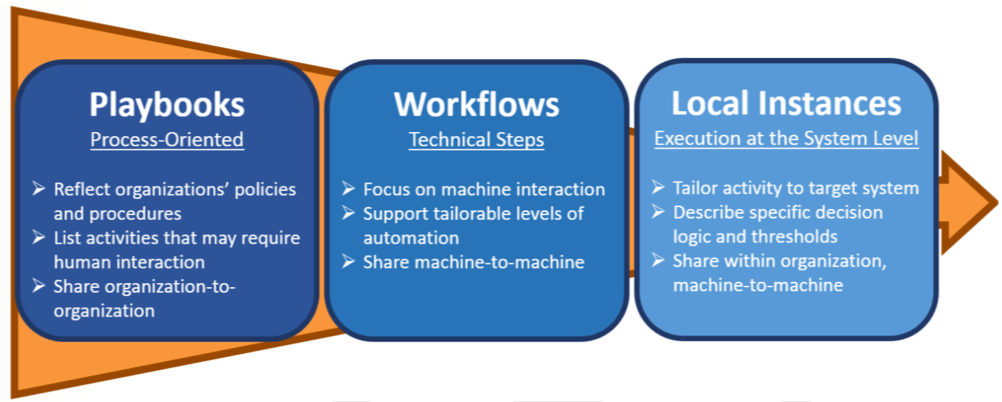 Playbooks
Process-Oriented
➢ Reflect organizations' policies
and procedures
➢ List activities that may require
human interaction
➢ Share organization-to-
organization
Workflows
Technical Steps
➢ Focus on machine interaction
➢ Support tailorable levels of
automation
➢ Share machine-to-machine
Local Instances
Execution at the System Level
➢ Tailor activity to target system
➢ Describe specific decision
logic and thresholds
➢ Share within organization,
machine-to-machine